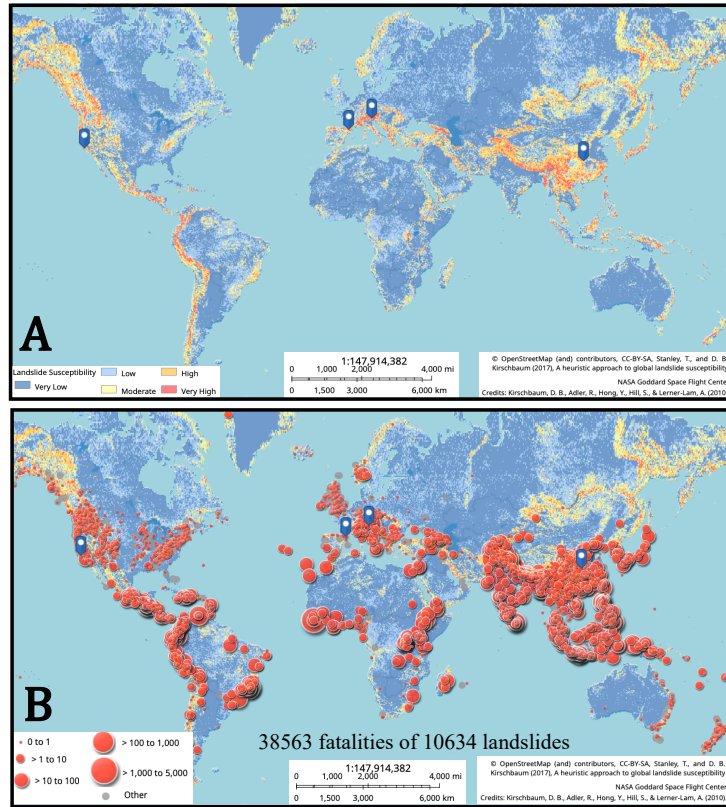 A
Landslide Susceptibility
Very Low
Low
Moderate
High
Very High
1:147,914,382
0 1,000 2,000 4,000 mi
0 1,500 3,000 6,000 km
© OpenStreetMap (and) contributors, CC-BY-SA, Stanley, T., and D. B.
Kirschbaum (2017), A heuristic approach to global landslide susceptibility
NASA Goddard Space Flight Center
Credits: Kirschbaum, D. B., Adler, R., Hong, Y., Hill, S., & Lerner-Lam, A. (2010)
B
0 to 1
> 1 to 10
> 10 to 100
> 100 to 1,000
> 1,000 to 5,000
Other
38563 fatalities of 10634 landslides
1:147,914,382
0 1,000 2,000 4,000 mi
0 1,500 3,000 6,000 km
© OpenStreetMap (and) contributors, CC-BY-SA, Stanley, T., and D. B.
Kirschbaum (2017), A heuristic approach to global landslide susceptibility
NASA Goddard Space Flight Center
Credits: Kirschbaum, D. B., Adler, R., Hong, Y., Hill, S., & Lerner-Lam, A. (2010)